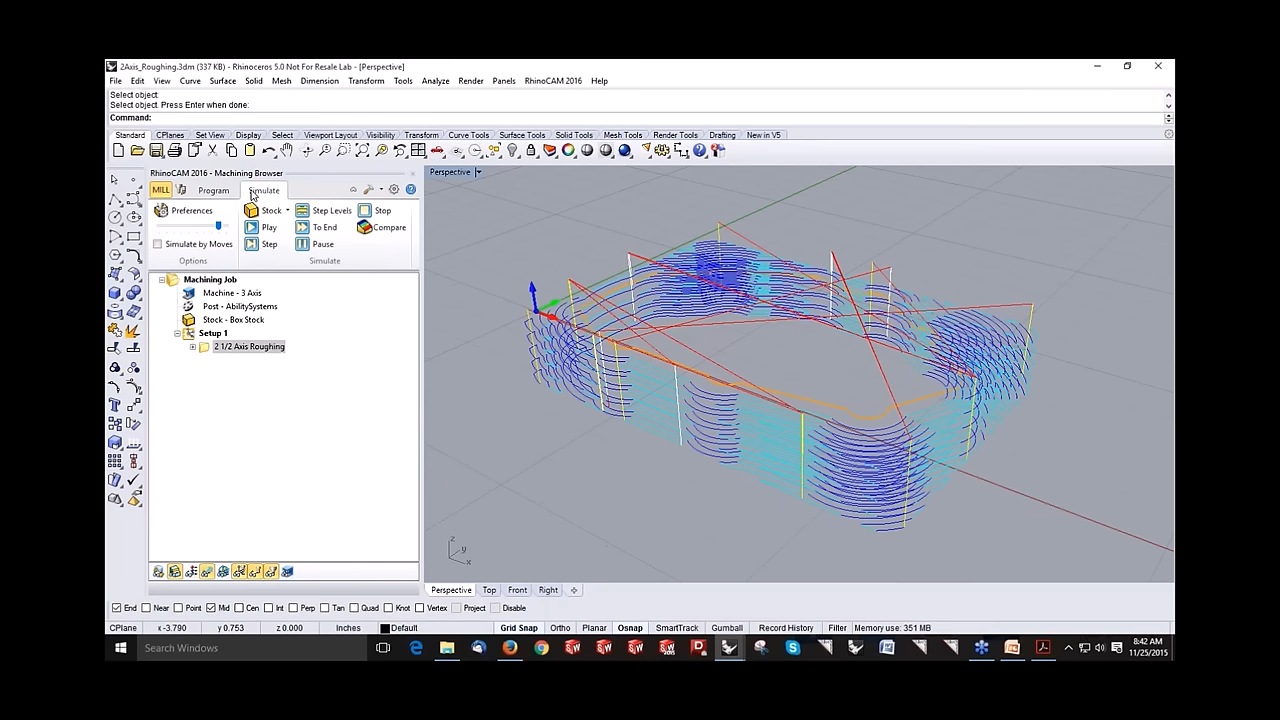 2Axis_Roughing.3dm (337 KB) - Rhinoceros 5.0 Not For Resale Lab - [Perspective]
File Edit View Curve Surface Solid Mesh Dimension Transform Tools Analyze Render Panels RhinoCAM 2016 Help
Select object:
Select object. Press Enter when done:
Command:
Standard CPlanes Set View Display Select Viewport Layout Visibility Transform Curve Tools Surface Tools Solid Tools Mesh Tools Render Tools Drafting New in V5
RhinoCAM 2016 - Machining Browser
MILL Program Simulate
Preferences Stock Step Levels Stop
Play To End Compare
Simulate by Moves Step Pause
Options Simulate
Machining Job
Machine - 3 Axis
Post - AbilitySystems
Stock - Box Stock
Setup 1
2 1/2 Axis Roughing
Perspective
z
y
x
Perspective Top Front Right
End Near Point Mid Cen Int Perp Tan Quad Knot Vertex Project Disable
CPlane x -3.790 y 0.753 z 0.000 Inches Default Grid Snap Ortho Planar Osnap SmartTrack Gumball Record History Filter Memory use: 351 MB
Search Windows
8:42 AM
11/25/2015